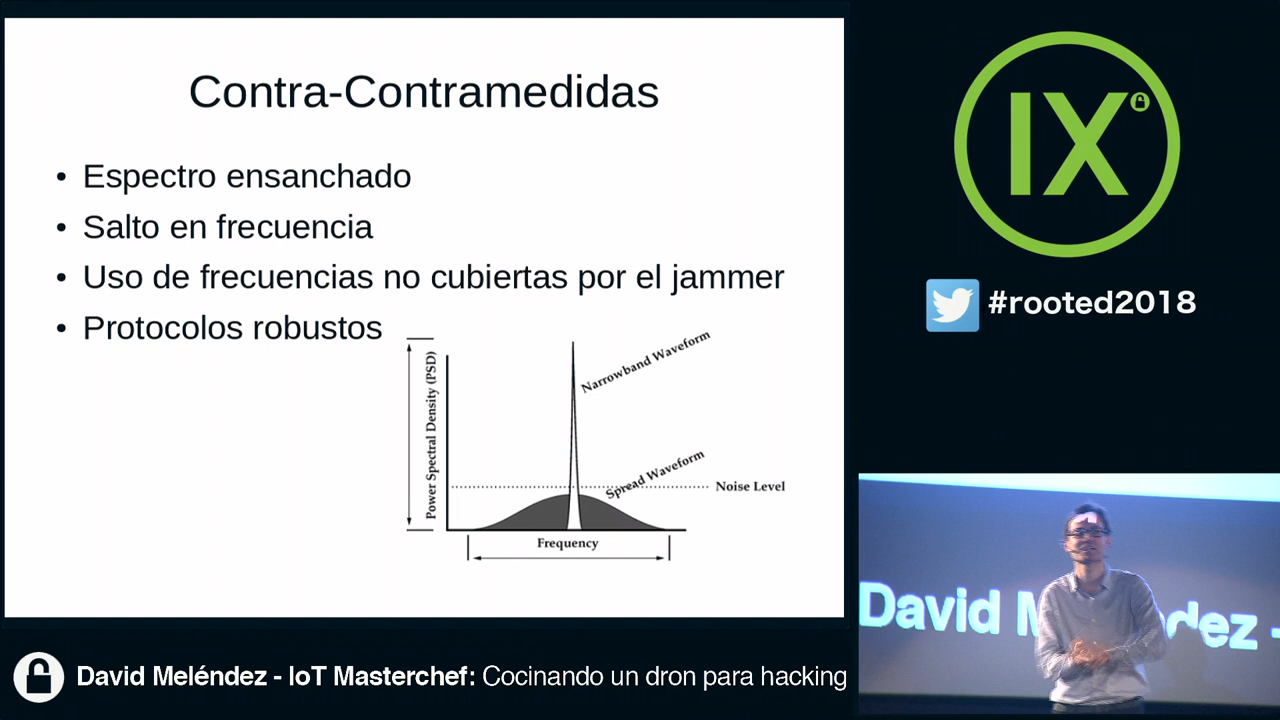 Contra-Contramedidas
• Espectro ensanchado
• Salto en frecuencia
• Uso de frecuencias no cubiertas por el jammer
• Protocolos robustos
Power Spectral Density (PSD)
Narrowband Waveform
Spread Waveform
Noise Level
Frequency
IX
#rooted2018
David M dez -
David Meléndez - IoT Masterchef: Cocinando un dron para hacking